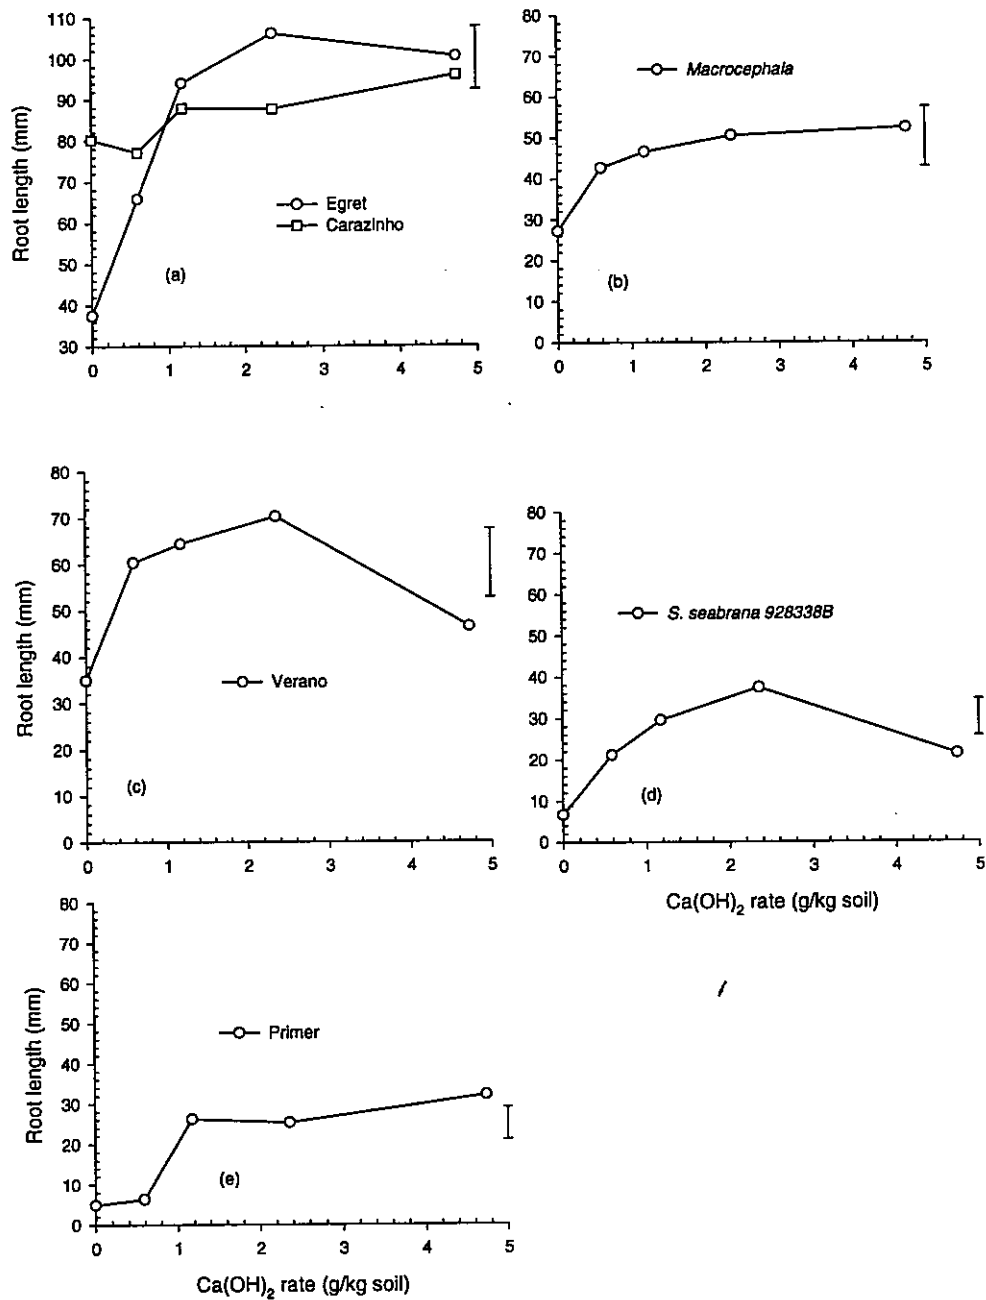 110
100
90
80
70
60
50
40
30
Root length (mm)
Egret
Carazinho
(a)
0 1 2 3 4 5
80
70
60
50
40
30
20
10
0
Macrocephala
(b)
0 1 2 3 4 5
80
70
60
50
40
30
20
10
0
Root length (mm)
Verano
(c)
0 1 2 3 4 5
80
70
60
50
40
30
20
10
0
S. seabrana 928338B
(d)
0 1 2 3 4 5
Ca(OH)₂ rate (g/kg soil)
80
70
60
50
40
30
20
10
0
Root length (mm)
Primer
(e)
0 1 2 3 4 5
Ca(OH)₂ rate (g/kg soil)